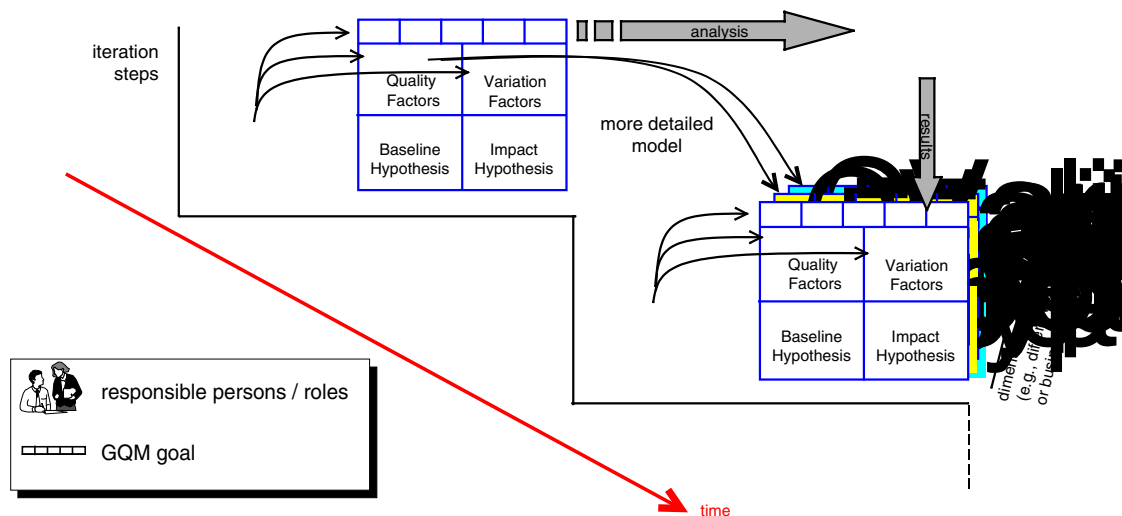 iteration
steps
analysis
Quality
Factors
Variation
Factors
Baseline
Hypothesis
Impact
Hypothesis
more detailed
model
results
Quality
Factors
Variation
Factors
Baseline
Hypothesis
Impact
Hypothesis
(e.g.,
or
responsible persons / roles
GQM goal
time